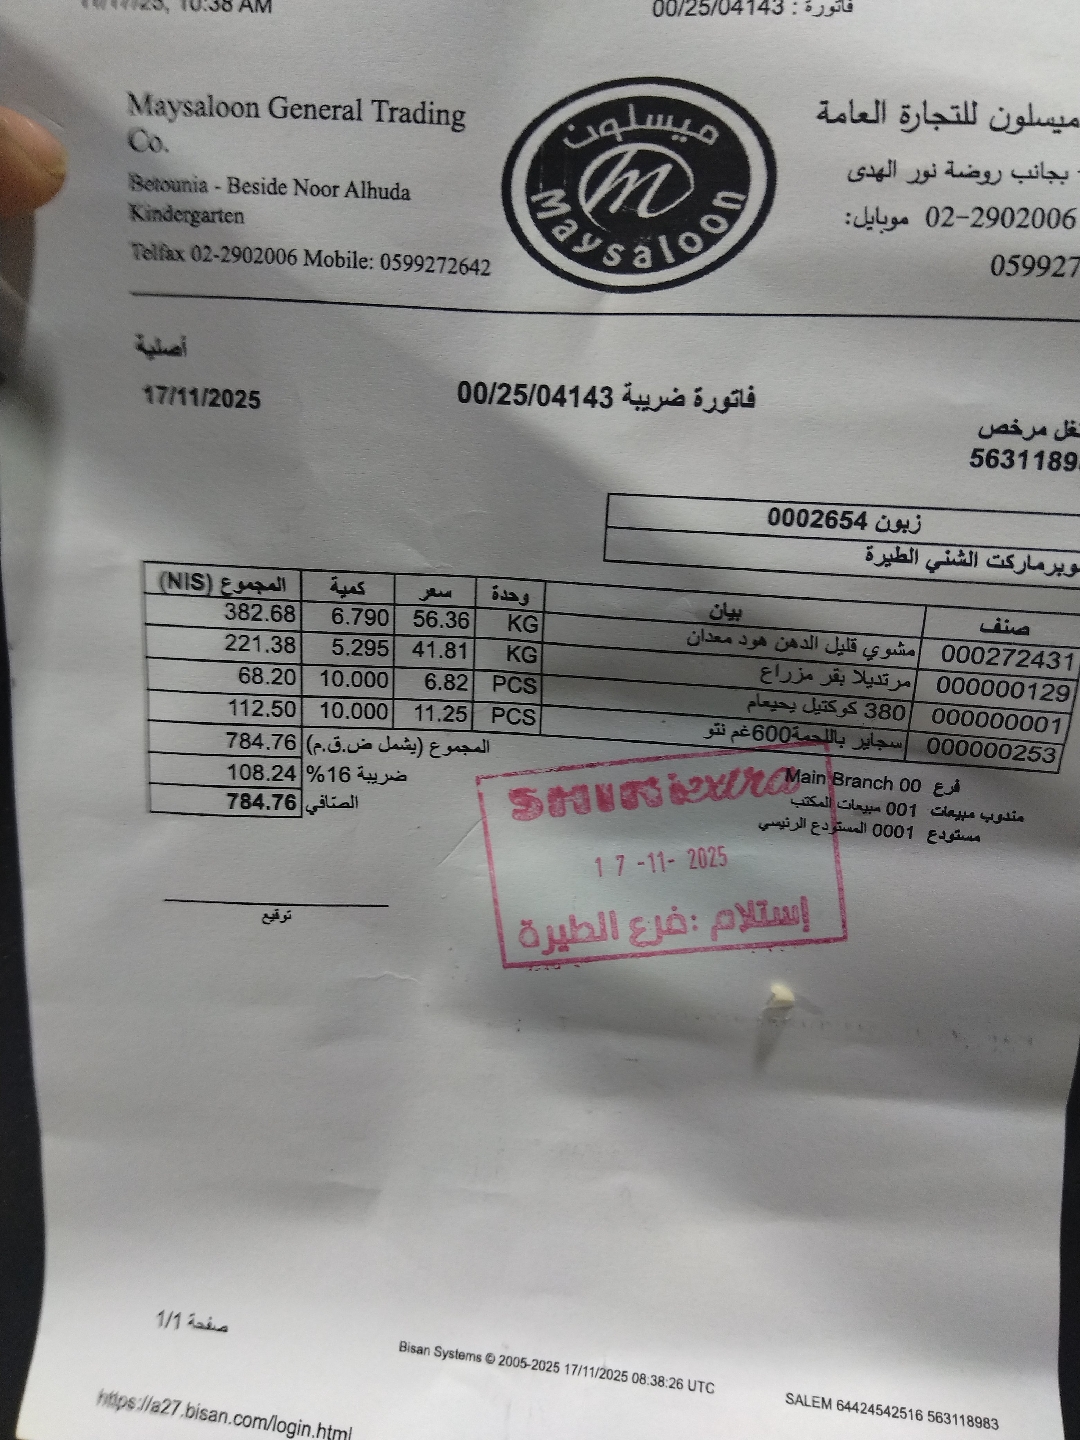 10:38 AM
فاتورة : 00/25/04143
Maysaloon General Trading
Co.
Betounia - Beside Noor Alhuda
Kindergarten
Telfax 02-2902006 Mobile: 0599272642
ميسلون
m
Maysaloon
ميسلون للتجارة العامة
بجانب روضة نور الهدى
02-2902006 موبايل:
059927
أصلية
17/11/2025
فاتورة ضريبة 00/25/04143
مرخص
5631189
زبون 0002654
وبرماركت الشني الطيرة
صنف بيان وحدة سعر كمية المجموع (NIS)
000272431 مشوي قليل الدهن هود معدان KG 56.36 6.790 382.68
000000129 مرتديلا بقر مزراع KG 41.81 5.295 221.38
000000001 380 كوكتيل يحيعام PCS 6.82 10.000 68.20
000000253 سجاير باللحمة600غم نتو PCS 11.25 10.000 112.50
المجموع (يشمل ض.ق.م) 784.76
ضريبة 16% 108.24
الصافي 784.76
فرع 00 Main Branch
مندوب مبيعات 001 مبيعات المكتب
مستودع 0001 المستودع الرئيسي
17 -11- 2025
إستلام : فرع الطيرة
توقيع
صفحة 1/1
Bisan Systems © 2005-2025 17/11/2025 08:38:26 UTC
SALEM 64424542516 563118983
https://a27.bisan.com/login.html